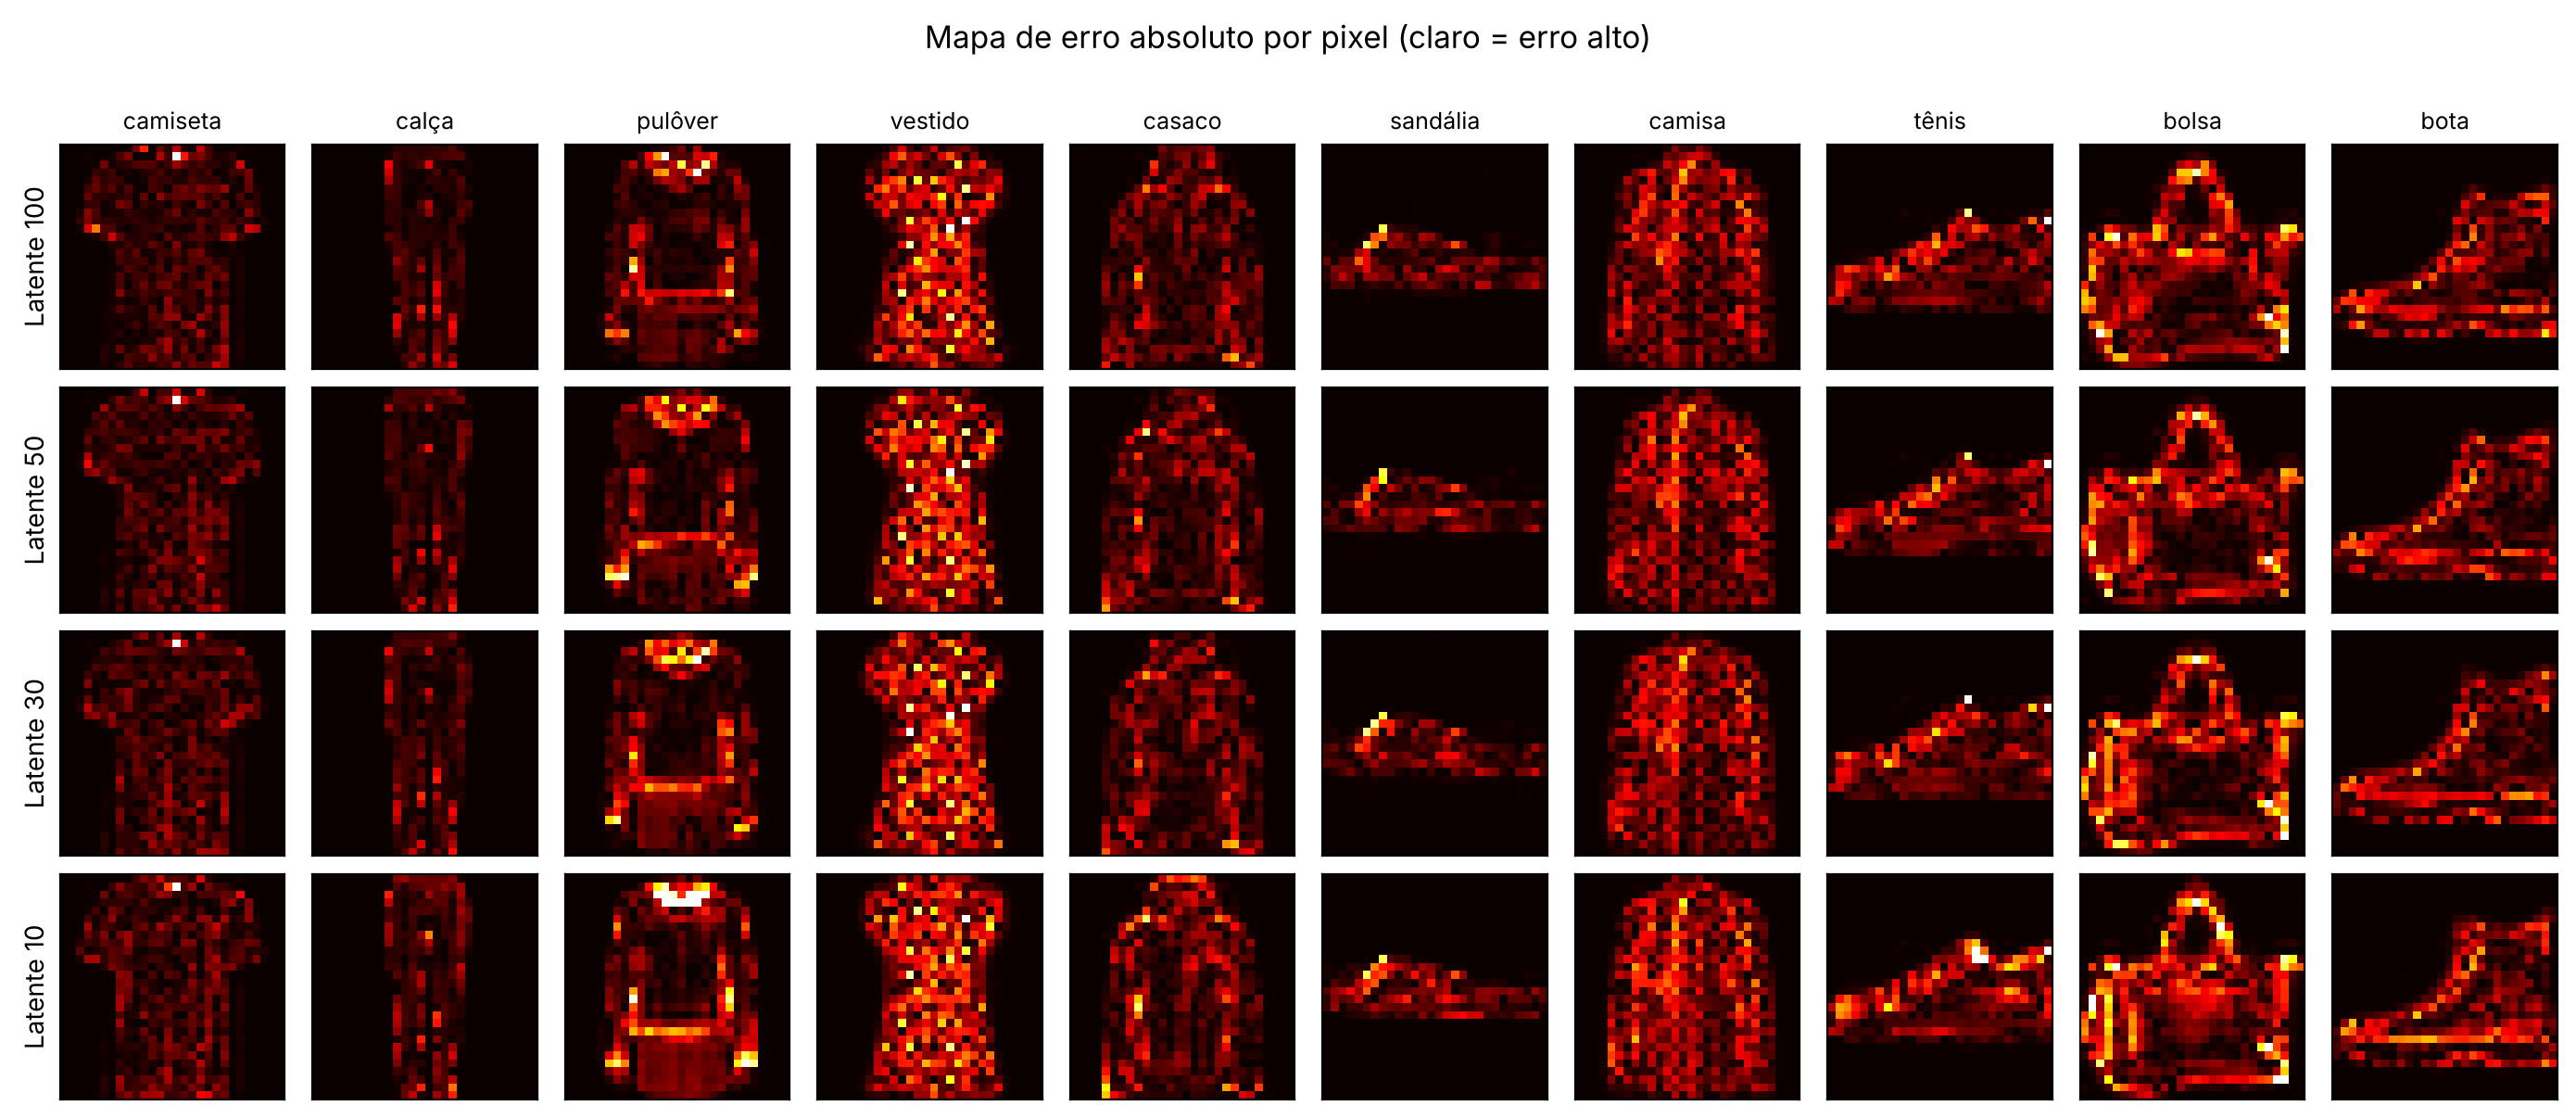 Mapa de erro absoluto por pixel (claro = erro alto)
camiseta calça pulôver vestido casaco sandália camisa tênis bolsa bota
Latente 100
Latente 50
Latente 30
Latente 10